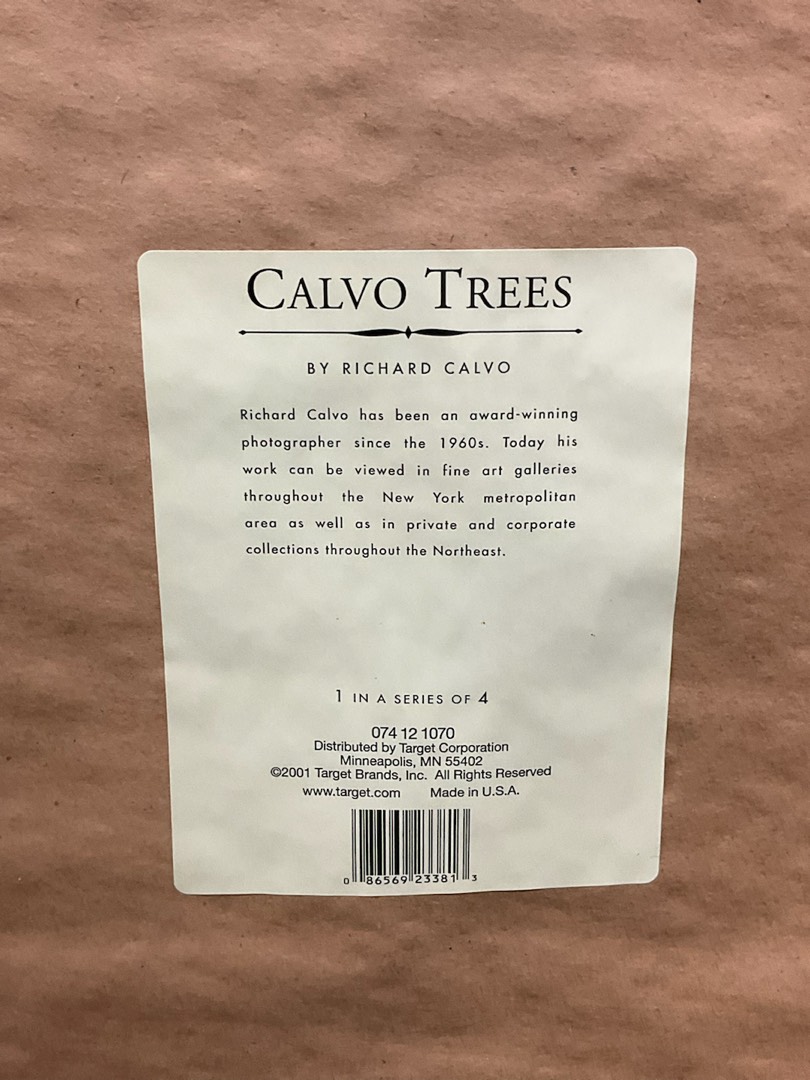 CALVO TREES
BY RICHARD CALVO
Richard Calvo has been an award-winning
photographer since the 1960s. Today his
work can be viewed in fine art galleries
throughout the New York metropolitan
area as well as in private and corporate
collections throughout the Northeast.
1 IN A SERIES OF 4
074 12 1070
Distributed by Target Corporation
Minneapolis, MN 55402
©2001 Target Brands, Inc. All Rights Reserved
www.target.com Made in U.S.A.
0 86569 23381 3